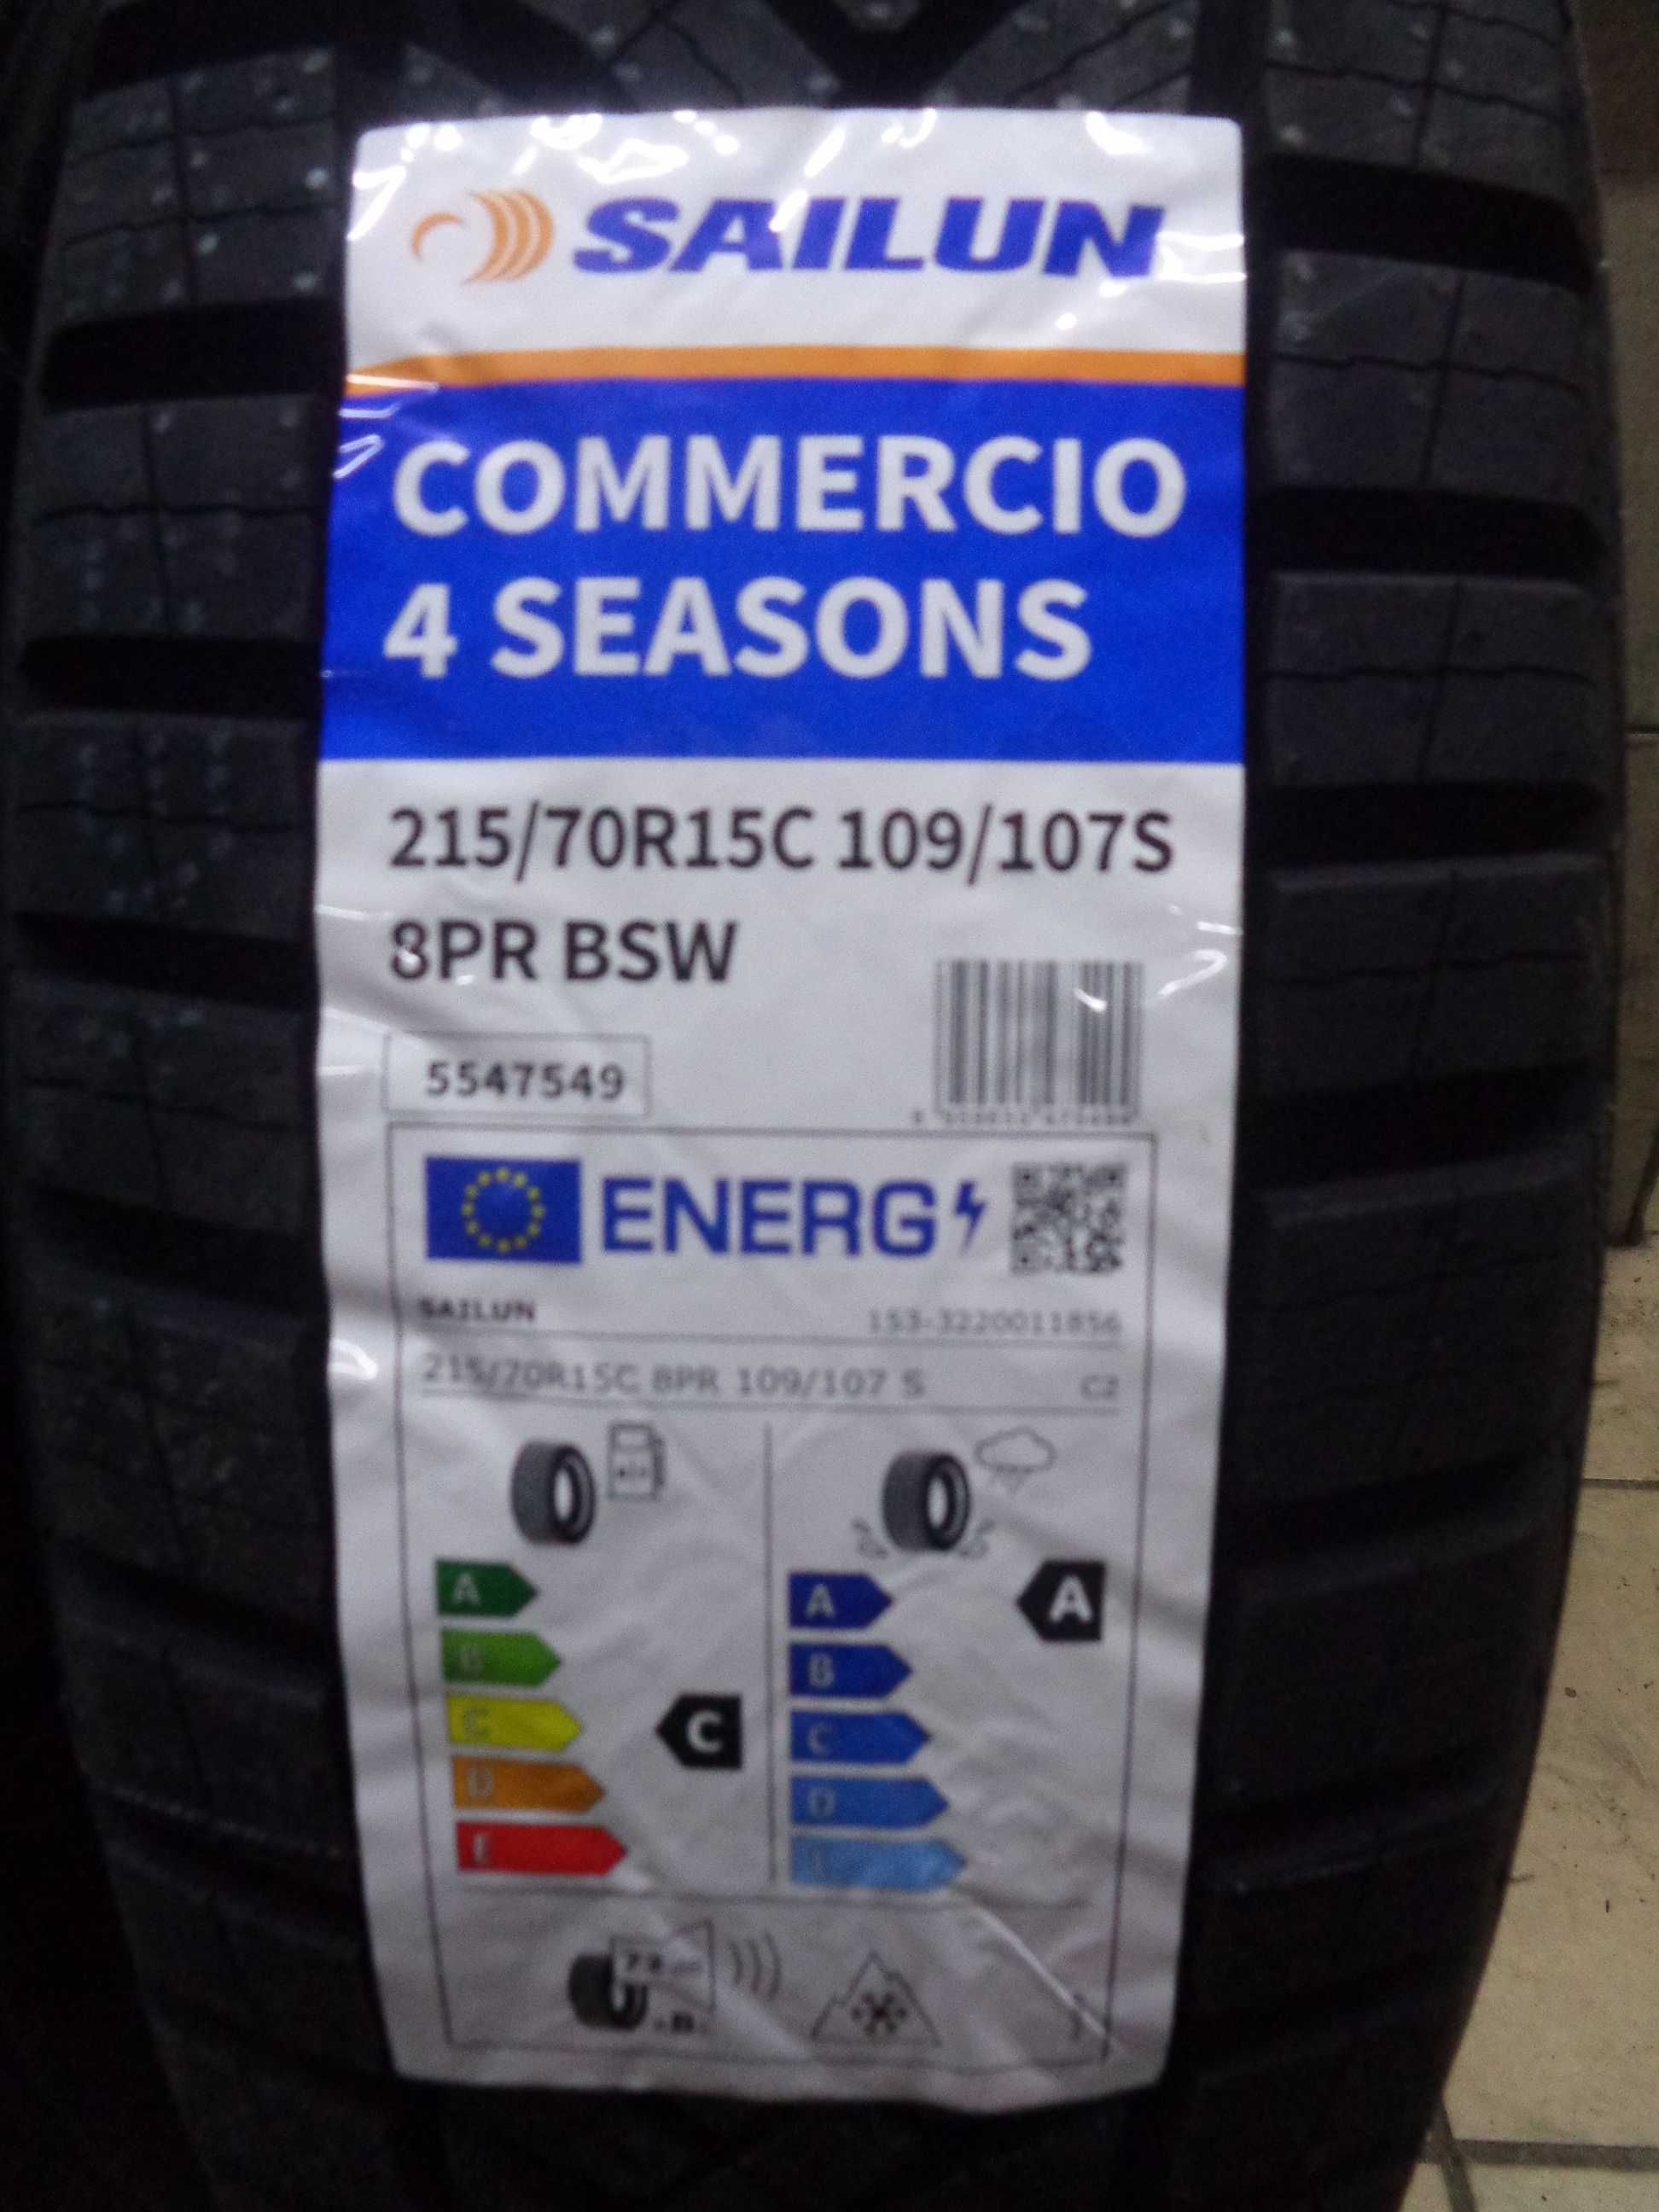 SAILUN
COMMERCIO
4 SEASONS
215/70R15C 109/107S
8PR BSW
5547549
ENERG
SAILUN 153-3220011856
215/70R15C 8PR 109/107 S C2
A A A
B B
C C C
D D
E
B